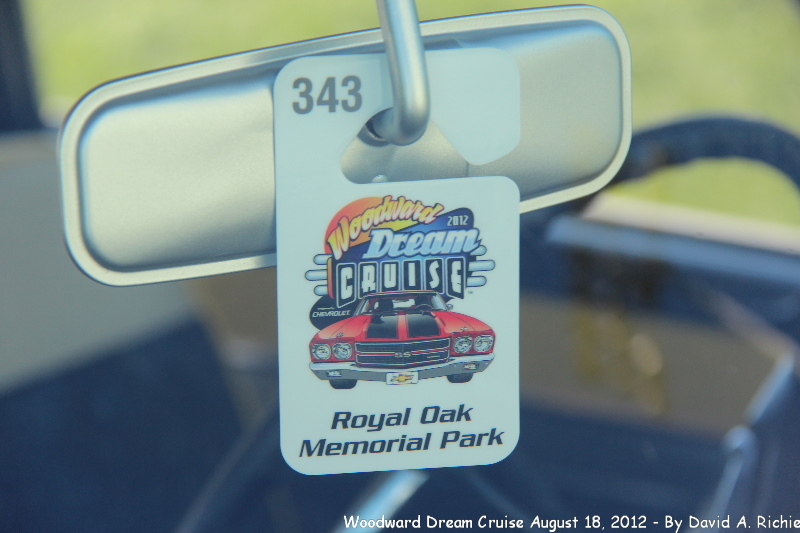 343
Woodward 2012
Dream
CRUISE
CHEVROLET
SS
Royal Oak
Memorial Park
Woodward Dream Cruise August 18, 2012 - By David A. Richie